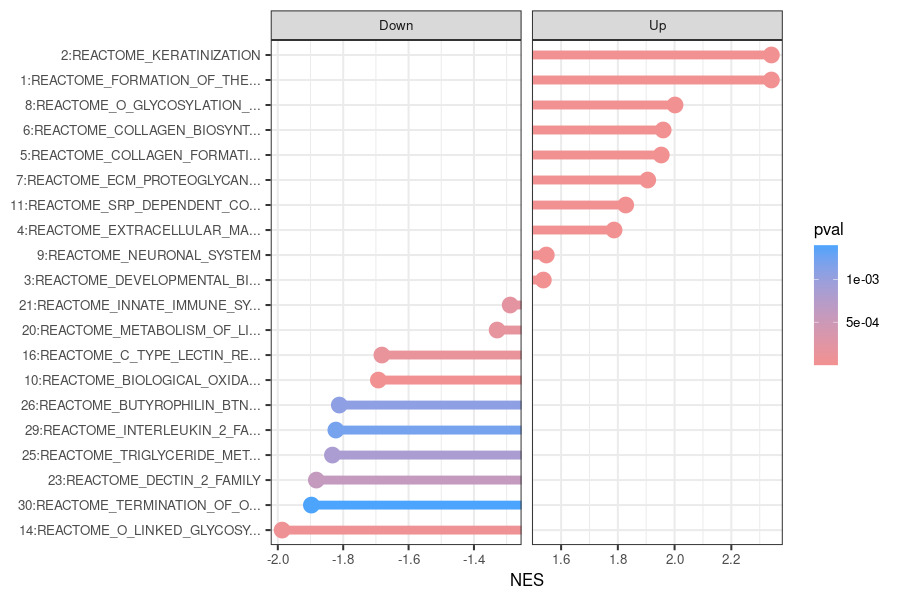 Down
Up
2:REACTOME_KERATINIZATION
1:REACTOME_FORMATION_OF_THE...
8:REACTOME_O_GLYCOSYLATION_...
6:REACTOME_COLLAGEN_BIOSYNT...
5:REACTOME_COLLAGEN_FORMATI...
7:REACTOME_ECM_PROTEOGLYCAN...
11:REACTOME_SRP_DEPENDENT_CO...
4:REACTOME_EXTRACELLULAR_MA...
9:REACTOME_NEURONAL_SYSTEM
3:REACTOME_DEVELOPMENTAL_BI...
21:REACTOME_INNATE_IMMUNE_SY...
20:REACTOME_METABOLISM_OF_LI...
16:REACTOME_C_TYPE_LECTIN_RE...
10:REACTOME_BIOLOGICAL_OXIDA...
26:REACTOME_BUTYROPHILIN_BTN...
29:REACTOME_INTERLEUKIN_2_FA...
25:REACTOME_TRIGLYCERIDE_MET...
23:REACTOME_DECTIN_2_FAMILY
30:REACTOME_TERMINATION_OF_O...
14:REACTOME_O_LINKED_GLYCOSY...
-2.0 -1.8 -1.6 -1.4
1.6 1.8 2.0 2.2
NES
pval
1e-03
5e-04